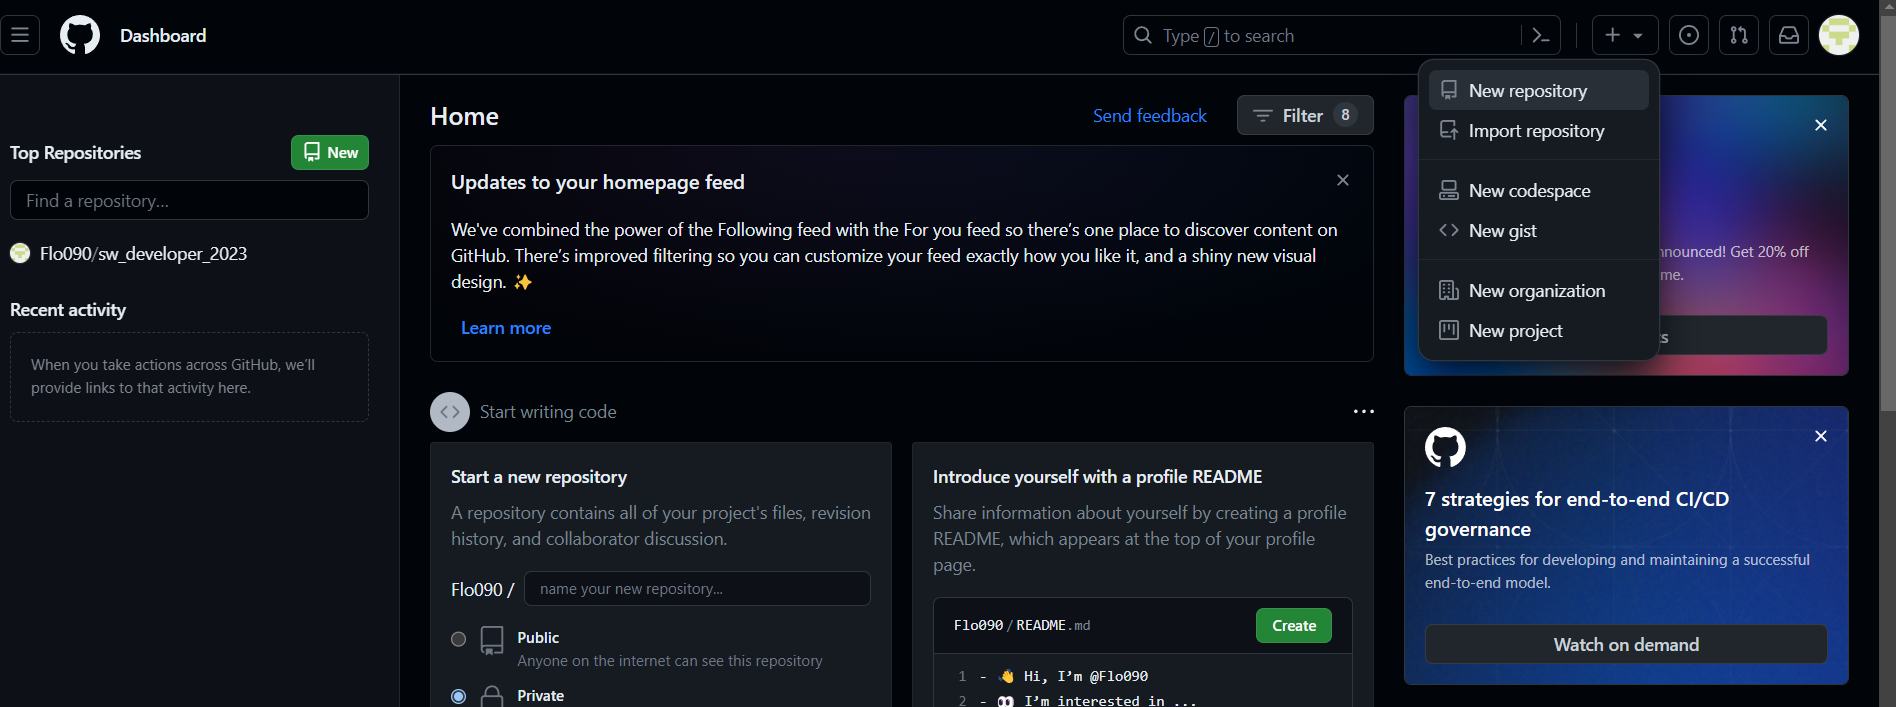 Dashboard
Type / to search
Top Repositories
New
Find a repository...
Flo090/sw_developer_2023
Recent activity
When you take actions across GitHub, we'll
provide links to that activity here.
Home
Send feedback
Filter 8
Updates to your homepage feed
We've combined the power of the Following feed with the For you feed so there's one place to discover content on
GitHub. There's improved filtering so you can customize your feed exactly how you like it, and a shiny new visual
design. ✨
Learn more
Start writing code
Start a new repository
A repository contains all of your project's files, revision
history, and collaborator discussion.
Flo090 / name your new repository...
Public
Anyone on the internet can see this repository
Private
Introduce yourself with a profile README
Share information about yourself by creating a profile
README, which appears at the top of your profile
page.
Flo090 / README.md
Create
1 - 👋 Hi, I'm @Flo090
2 - 👀 I'm interested in ...
New repository
Import repository
New codespace
New gist
New organization
New project
Get 20% off
me.
7 strategies for end-to-end CI/CD
governance
Best practices for developing and maintaining a successful
end-to-end model.
Watch on demand